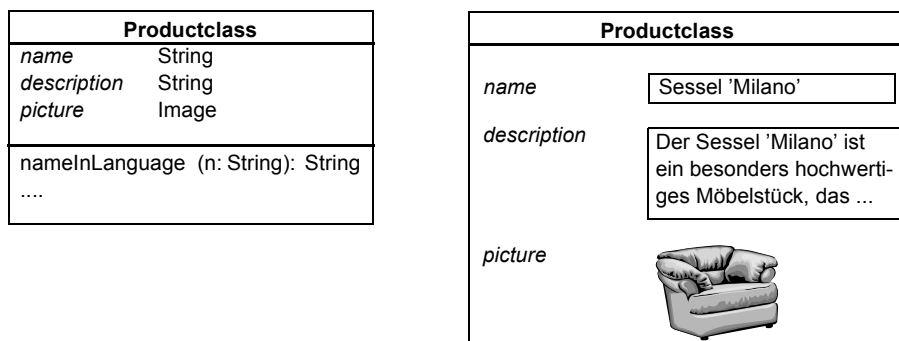 Productclass
name String
description String
picture Image
nameInLanguage (n: String): String
....
Productclass
name Sessel ’Milano’
description Der Sessel ’Milano’ ist
ein besonders hochwerti-
ges Möbelstück, das ...
picture